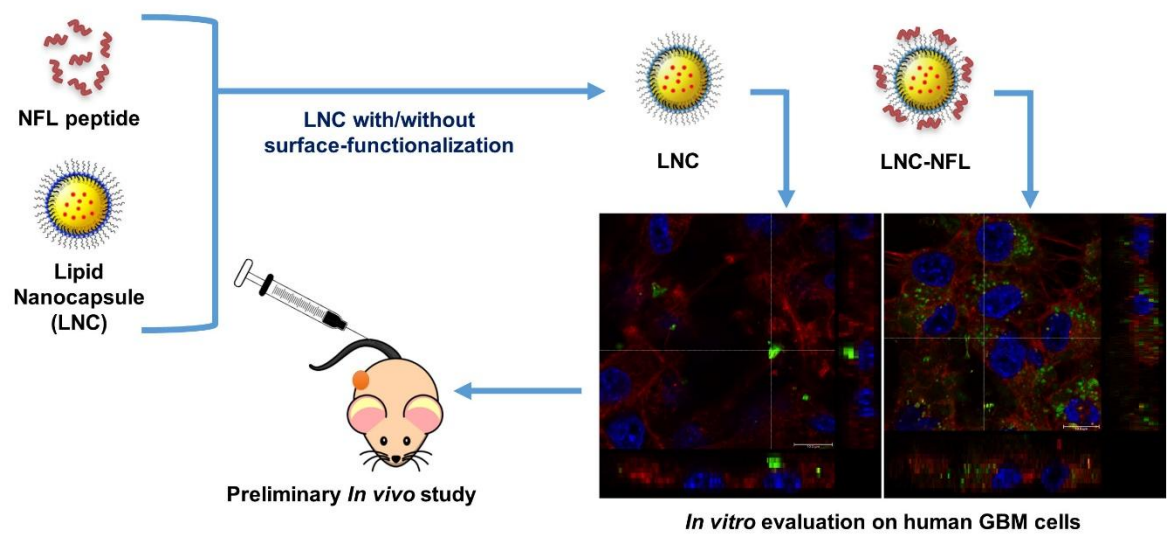 NFL peptide
Lipid
Nanocapsule
(LNC)
LNC with/without
surface-functionalization
LNC
LNC-NFL
Preliminary In vivo study
In vitro evaluation on human GBM cells